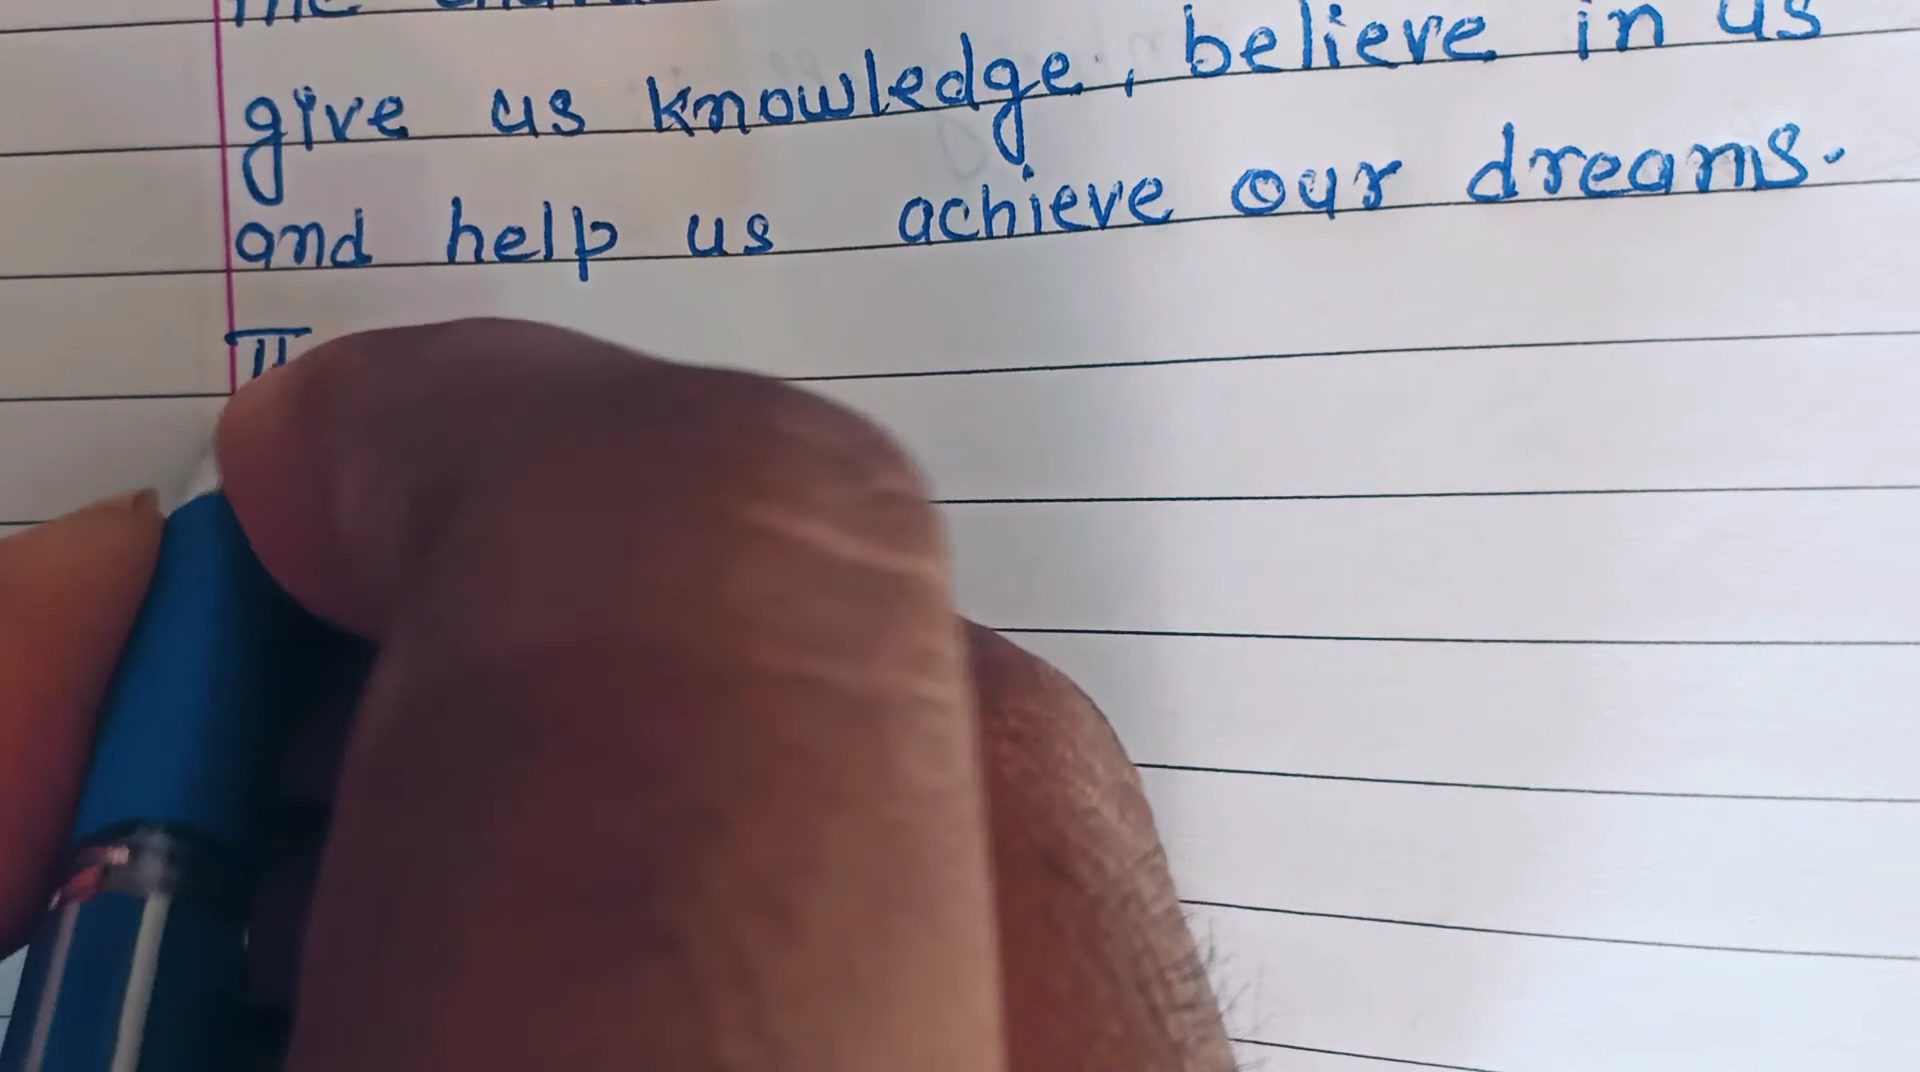 give us knowledge, believe in us
and help us achieve our dreams.